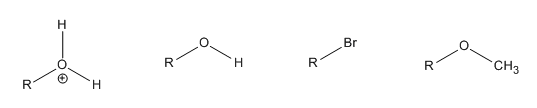 H
R O H
⊕
R O H
R Br
R O CH3